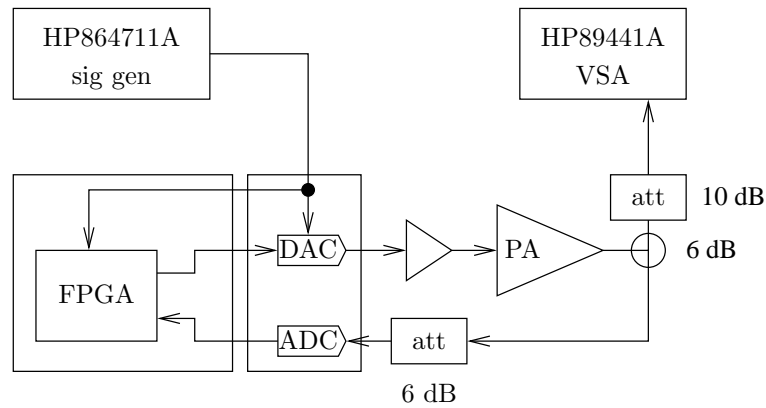 HP864711A
sig gen
HP89441A
VSA
att
10 dB
DAC
PA
6 dB
FPGA
ADC
att
6 dB